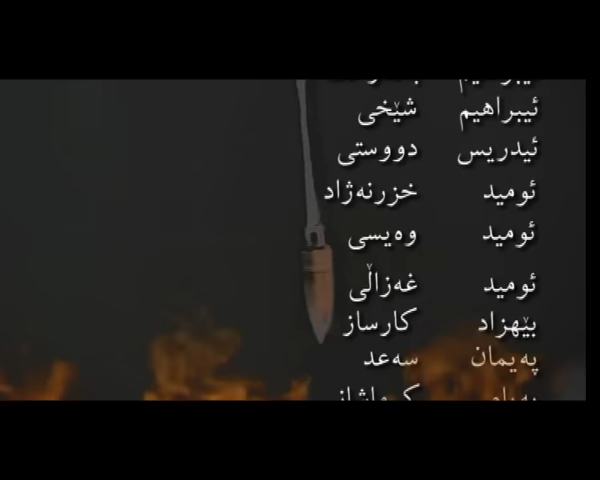 ئیبراهیم شێخی
ئیدریس دووستی
ئومید خزرنەژاد
ئومید وەیسی
ئومید غەزاڵی
بێهزاد کارساز
پەیمان سەعد